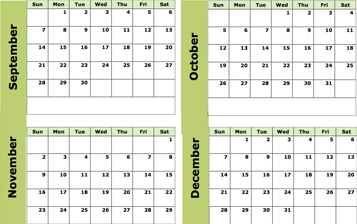 September
Sun Mon Tue Wed Thu Fri Sat
1 2 3 4 5 6
7 8 9 10 11 12 13
14 15 16 17 18 19 20
21 22 23 24 25 26 27
28 29 30
October
Sun Mon Tue Wed Thu Fri Sat
1 2 3 4
5 6 7 8 9 10 11
12 13 14 15 16 17 18
19 20 21 22 23 24 25
26 27 28 29 30 31
November
Sun Mon Tue Wed Thu Fri Sat
1
2 3 4 5 6 7 8
9 10 11 12 13 14 15
16 17 18 19 20 21 22
23 24 25 26 27 28 29
December
Sun Mon Tue Wed Thu Fri Sat
1 2 3 4 5 6
7 8 9 10 11 12 13
14 15 16 17 18 19 20
21 22 23 24 25 26 27
28 29 30 31